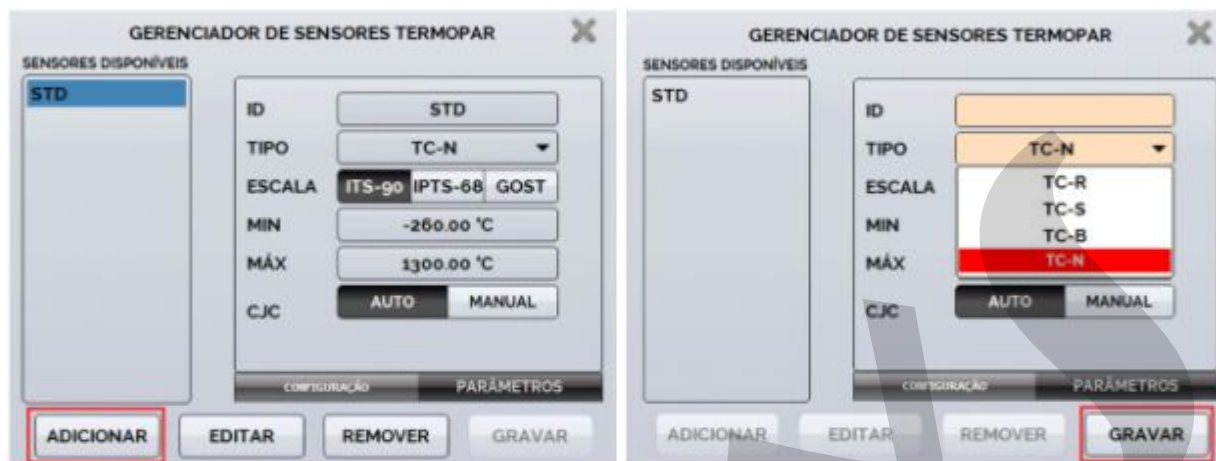 GERENCIADOR DE SENSORES TERMOPAR
SENSORES DISPONÍVEIS
STD
ID STD
TIPO TC-N
ESCALA ITS-90 IPTS-68 GOST
MIN -260.00 °C
MÁX 1300.00 °C
CJC AUTO MANUAL
CONFIGURAÇÃO PARÂMETROS
ADICIONAR EDITAR REMOVER GRAVAR
GERENCIADOR DE SENSORES TERMOPAR
SENSORES DISPONÍVEIS
STD
ID
TIPO TC-N
ESCALA TC-R
TC-S
MIN TC-B
MÁX TC-N
CJC AUTO MANUAL
CONFIGURAÇÃO PARÂMETROS
ADICIONAR EDITAR REMOVER GRAVAR